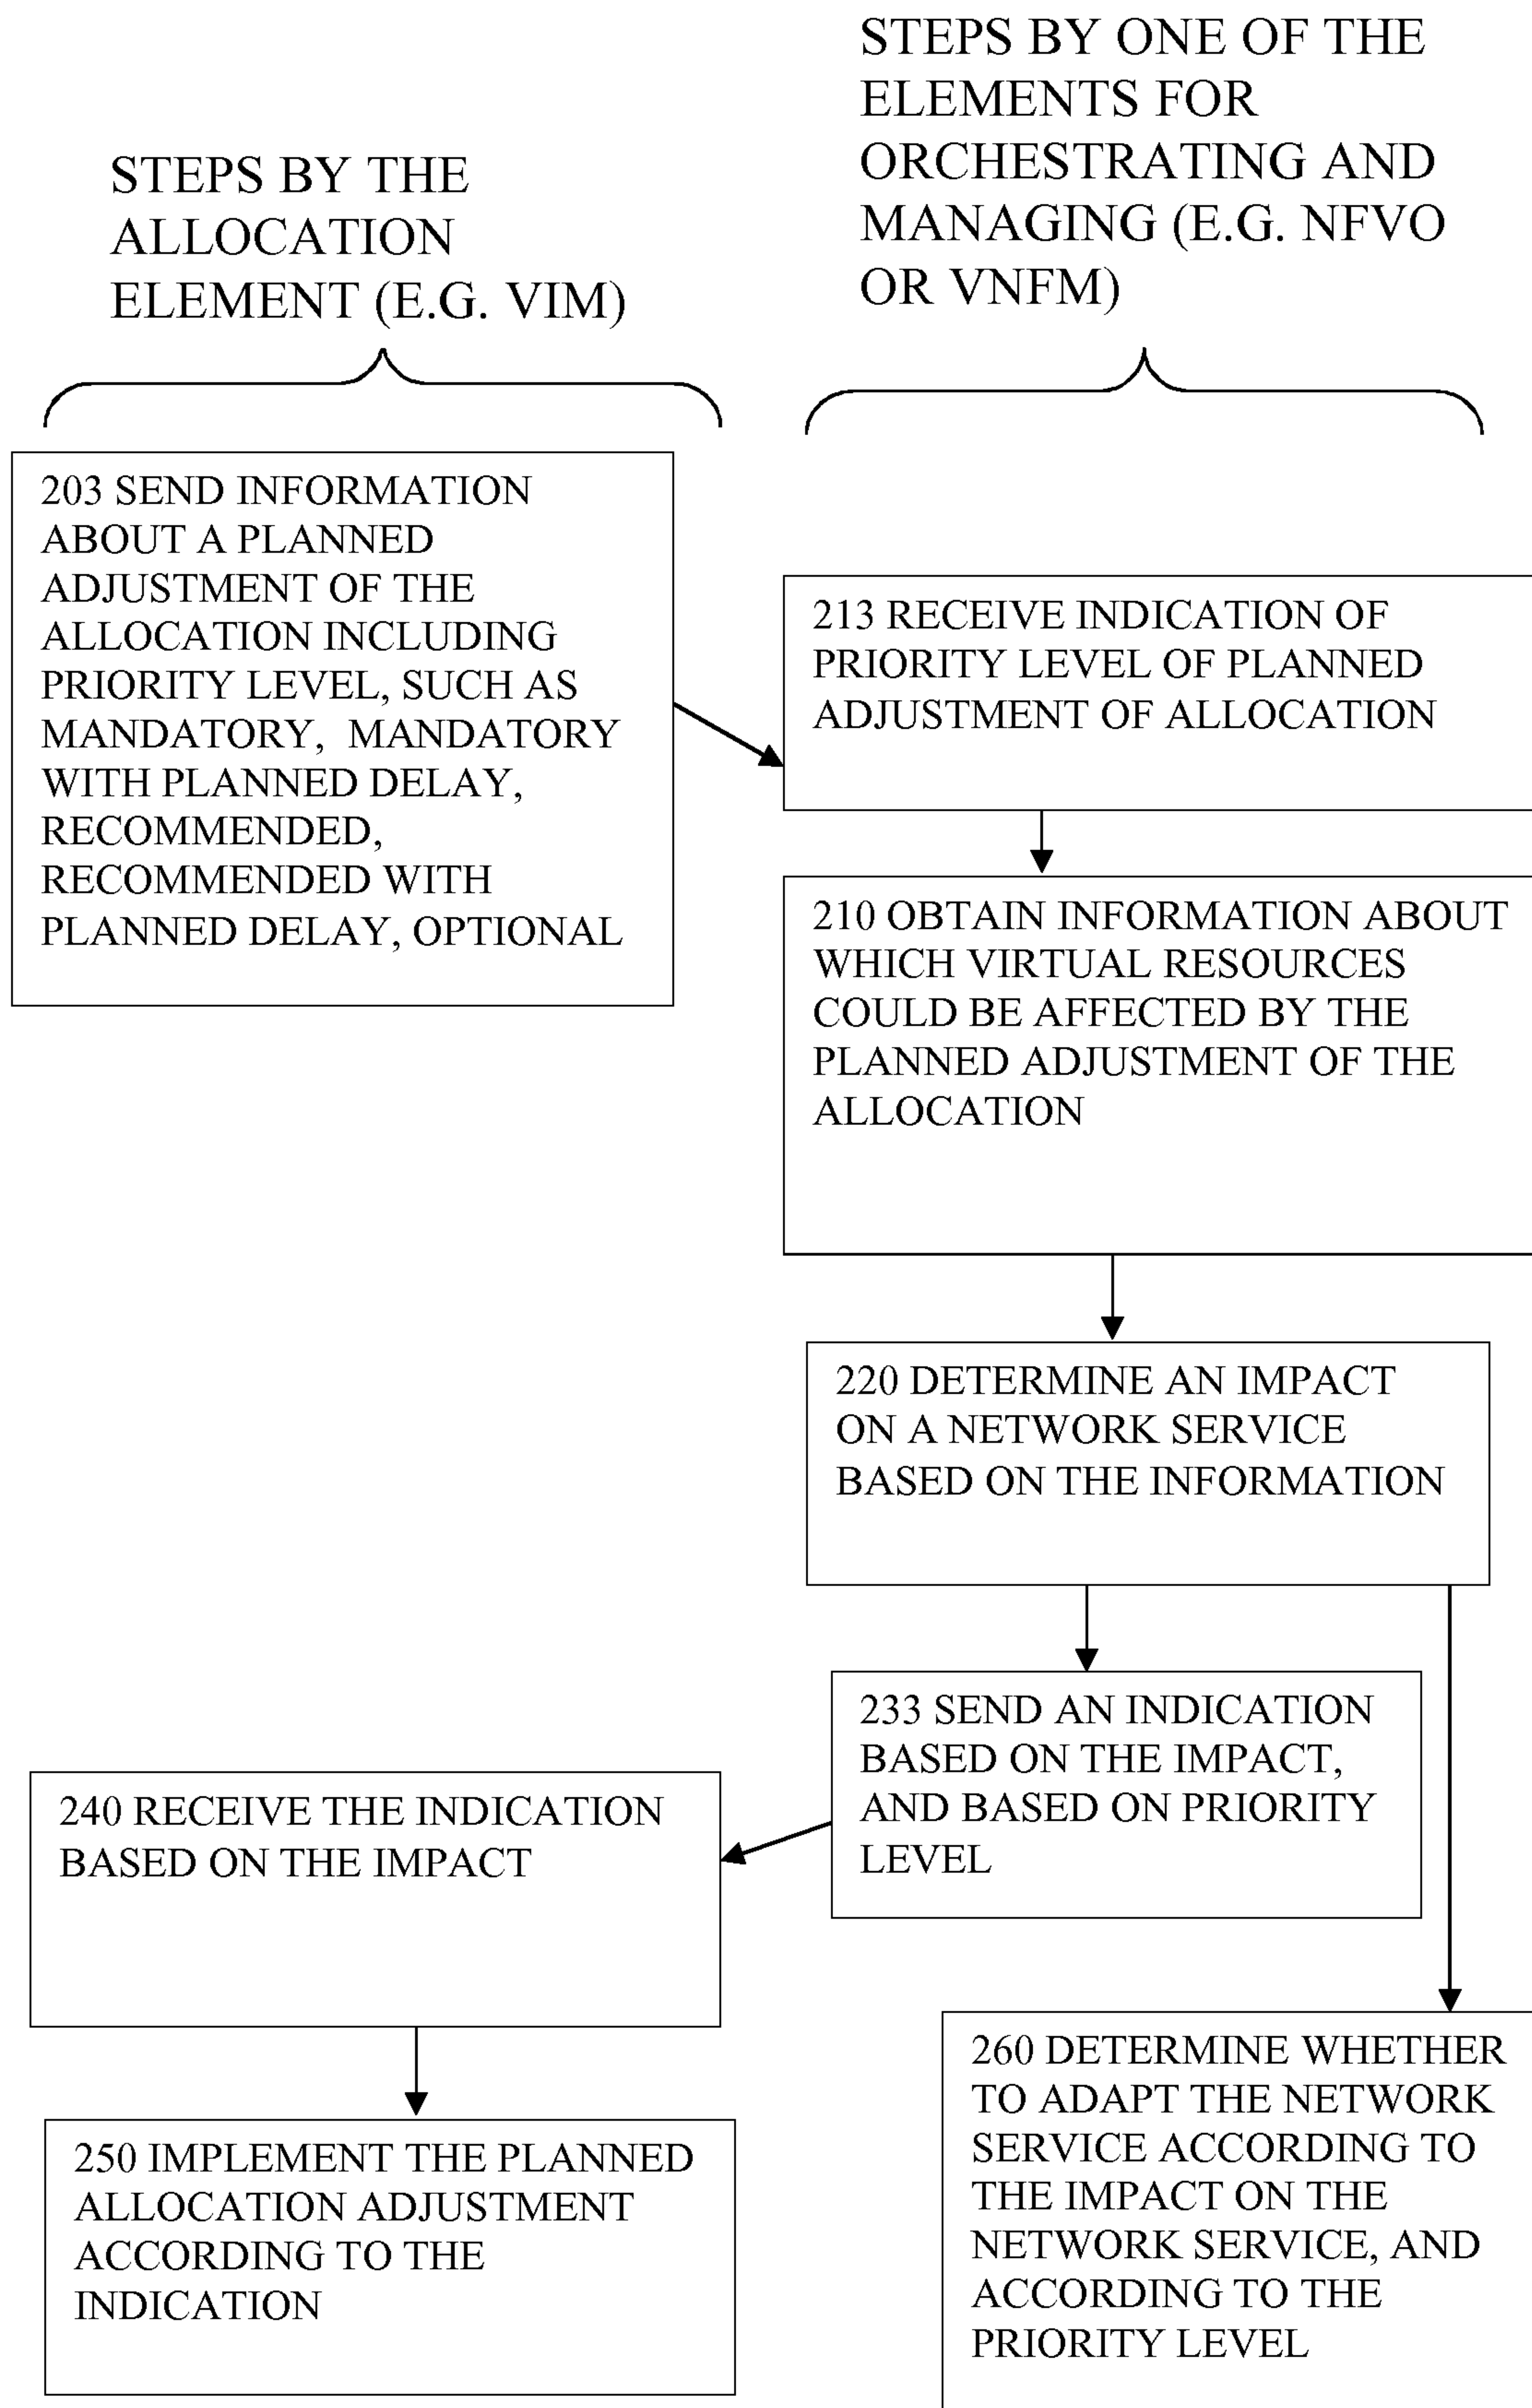 STEPS BY THE
ALLOCATION
ELEMENT (E.G. VIM)
STEPS BY ONE OF THE
ELEMENTS FOR
ORCHESTRATING AND
MANAGING (E.G. NFVO
OR VNFM)
203 SEND INFORMATION
ABOUT A PLANNED
ADJUSTMENT OF THE
ALLOCATION INCLUDING
PRIORITY LEVEL, SUCH AS
MANDATORY, MANDATORY
WITH PLANNED DELAY,
RECOMMENDED,
RECOMMENDED WITH
PLANNED DELAY, OPTIONAL
213 RECEIVE INDICATION OF
PRIORITY LEVEL OF PLANNED
ADJUSTMENT OF ALLOCATION
210 OBTAIN INFORMATION ABOUT
WHICH VIRTUAL RESOURCES
COULD BE AFFECTED BY THE
PLANNED ADJUSTMENT OF THE
ALLOCATION
220 DETERMINE AN IMPACT
ON A NETWORK SERVICE
BASED ON THE INFORMATION
233 SEND AN INDICATION
BASED ON THE IMPACT,
AND BASED ON PRIORITY
LEVEL
240 RECEIVE THE INDICATION
BASED ON THE IMPACT
250 IMPLEMENT THE PLANNED
ALLOCATION ADJUSTMENT
ACCORDING TO THE
INDICATION
260 DETERMINE WHETHER
TO ADAPT THE NETWORK
SERVICE ACCORDING TO
THE IMPACT ON THE
NETWORK SERVICE, AND
ACCORDING TO THE
PRIORITY LEVEL